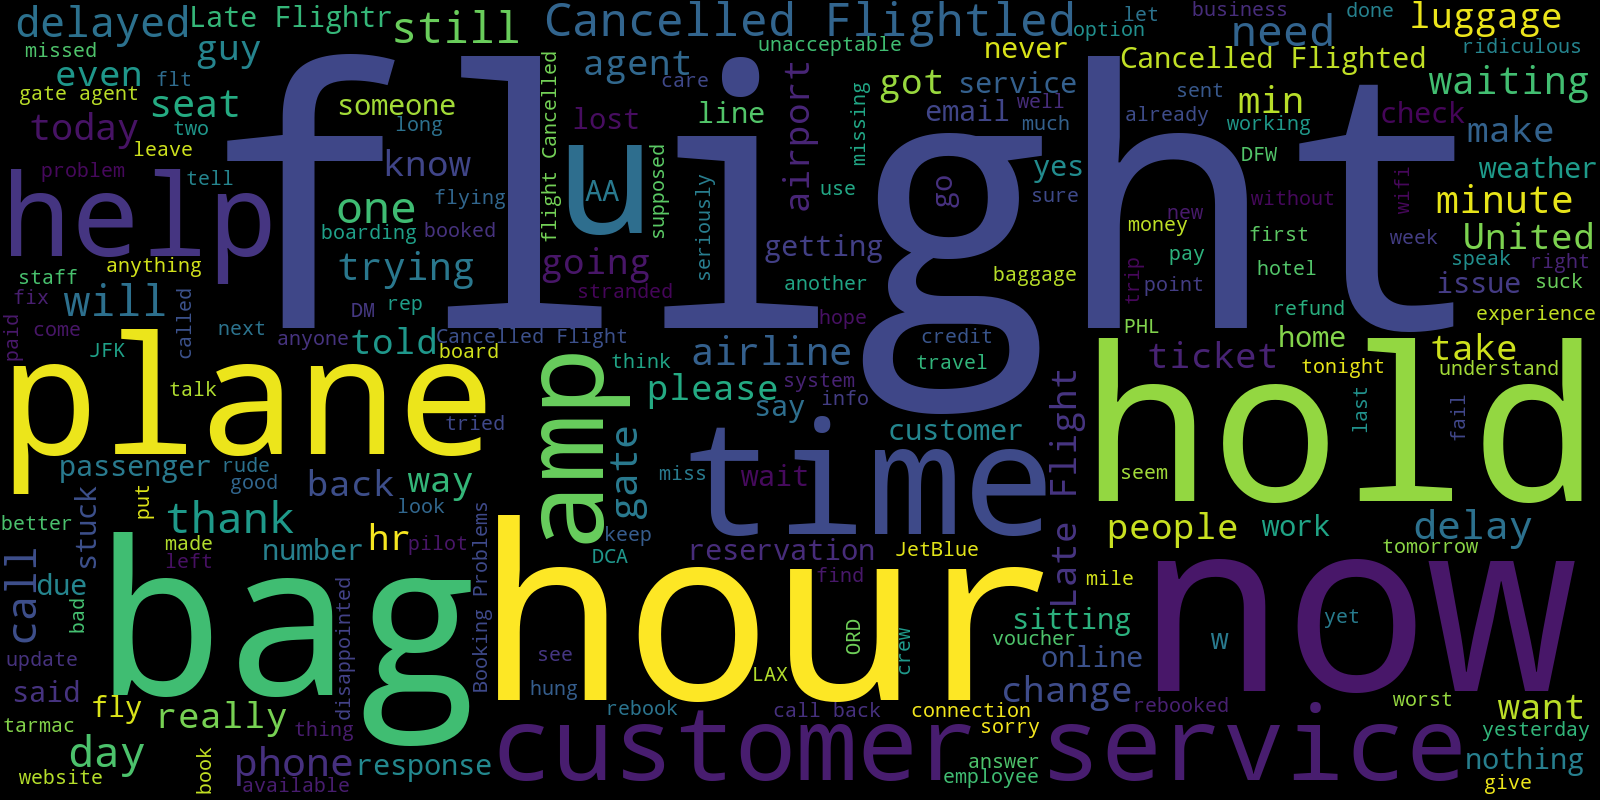 delayed
Late Flightr
still
Cancelled Flightled
option
let
business
done
luggage
missed
guy
unacceptable
never
need
ridiculous
even
flt
agent
care
airport
got
service
Cancelled Flighted
waiting
gate agent
seat
someone
flight Cancelled
line
email
well
sent
min
check
today
two
long
lost
missing
much
already
working
make
leave
know
flight
yes
DFW
weather
problem
tell
u
AA
use
go
sure
new
without
wifi
minute
help
one
flying
supposed
seriously
money
first
week
United
boarding
booked
getting
pay
speak
right
staff
anything
trying
going
another
baggage
trip
point
hotel
issue
suck
fix
will
called
DM
rep
stranded
hope
refund
experience
paid
come
next
anyone
told
Cancelled Flight
credit
PHL
home
JFK
board
think
airline
travel
ticket
tonight
take
understand
plane
talk
amp
please
system
info
say
hold
last
fail
tried
gate
time
customer
Late Flight
passenger
rude
good
back
way
miss
wait
seem
better
stuck
put
thank
look
hr
pilot
keep
people
work
delay
made
left
number
Booking Problems
DCA
reservation
JetBlue
tomorrow
call
due
bag
hour
find
mile
now
bad
disappointed
ORD
crew
sitting
voucher
w
yet
update
see
online
said
hung
LAX
change
tarmac
fly
really
thing
rebook
call back
connection
sorry
rebooked
worst
want
yesterday
day
phone
response
customer service
nothing
website
book
available
answer
employee
give